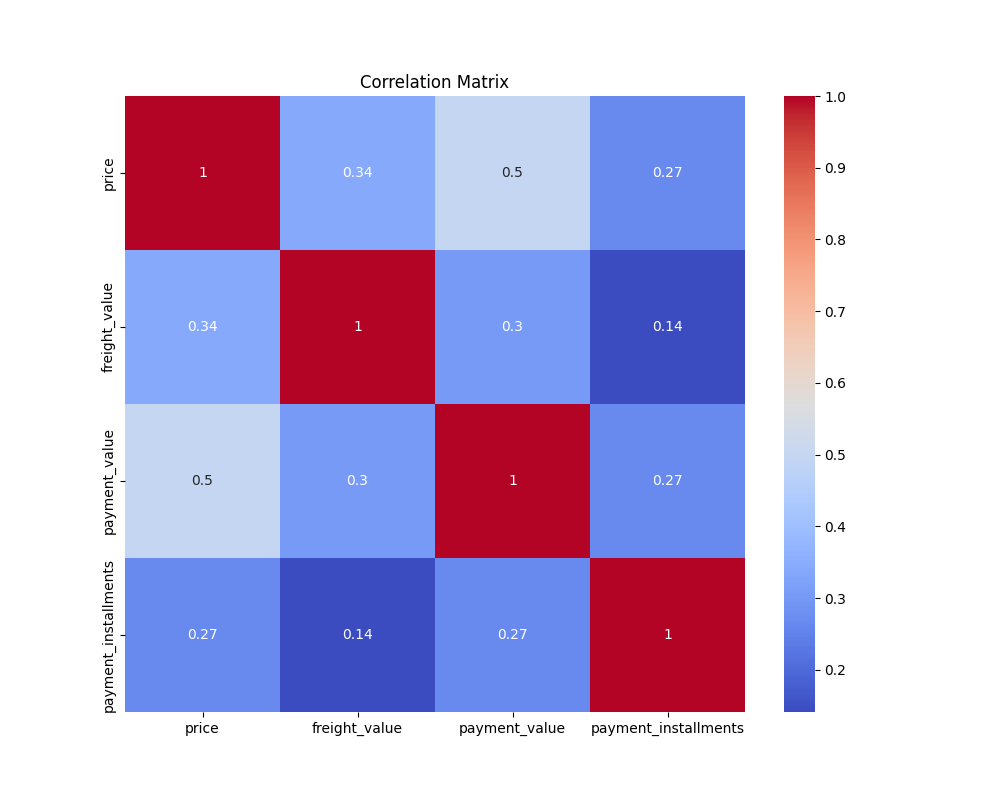 Correlation Matrix
price
1
0.34
0.5
0.27
freight_value
0.34
1
0.3
0.14
payment_value
0.5
0.3
1
0.27
payment_installments
0.27
0.14
0.27
1
price
freight_value
payment_value
payment_installments
1.0
0.9
0.8
0.7
0.6
0.5
0.4
0.3
0.2